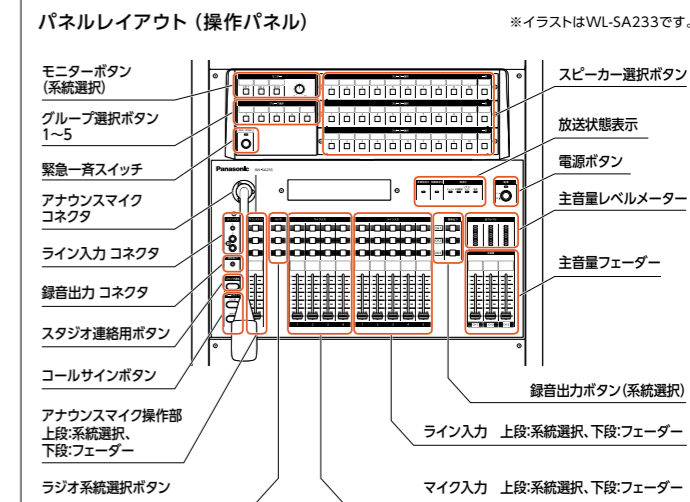 パネルレイアウト（操作パネル）
※イラストはWL-SA233です。
モニターボタン
(系統選択)
グループ選択ボタン
1～5
緊急一斉スイッチ
アナウンスマイク
コネクタ
ライン入力 コネクタ
録音出力 コネクタ
スタジオ連絡用ボタン
コールサインボタン
アナウンスマイク操作部
上段:系統選択、
下段:フェーダー
ラジオ系統選択ボタン
Panasonic WL-SA233
スピーカー選択ボタン
放送状態表示
電源ボタン
主音量レベルメーター
主音量フェーダー
録音出力ボタン(系統選択)
ライン入力 上段:系統選択、下段:フェーダー
マイク入力 上段:系統選択、下段:フェーダー